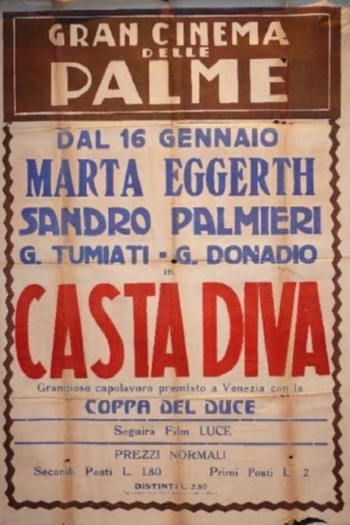 GRAN CINEMA
DELLE
PALME
DAL 16 GENNAIO
MARTA EGGERTH
SANDRO PALMIERI
G. TUMIATI - G. DONADIO
in
CASTA DIVA
Grandioso capolavoro premiato a Venezia con la
COPPA DEL DUCE
Seguirà Film LUCE
PREZZI NORMALI
Secondi Posti L. 1.80 Primi Posti L. 2
DISTINTI L. 2.50